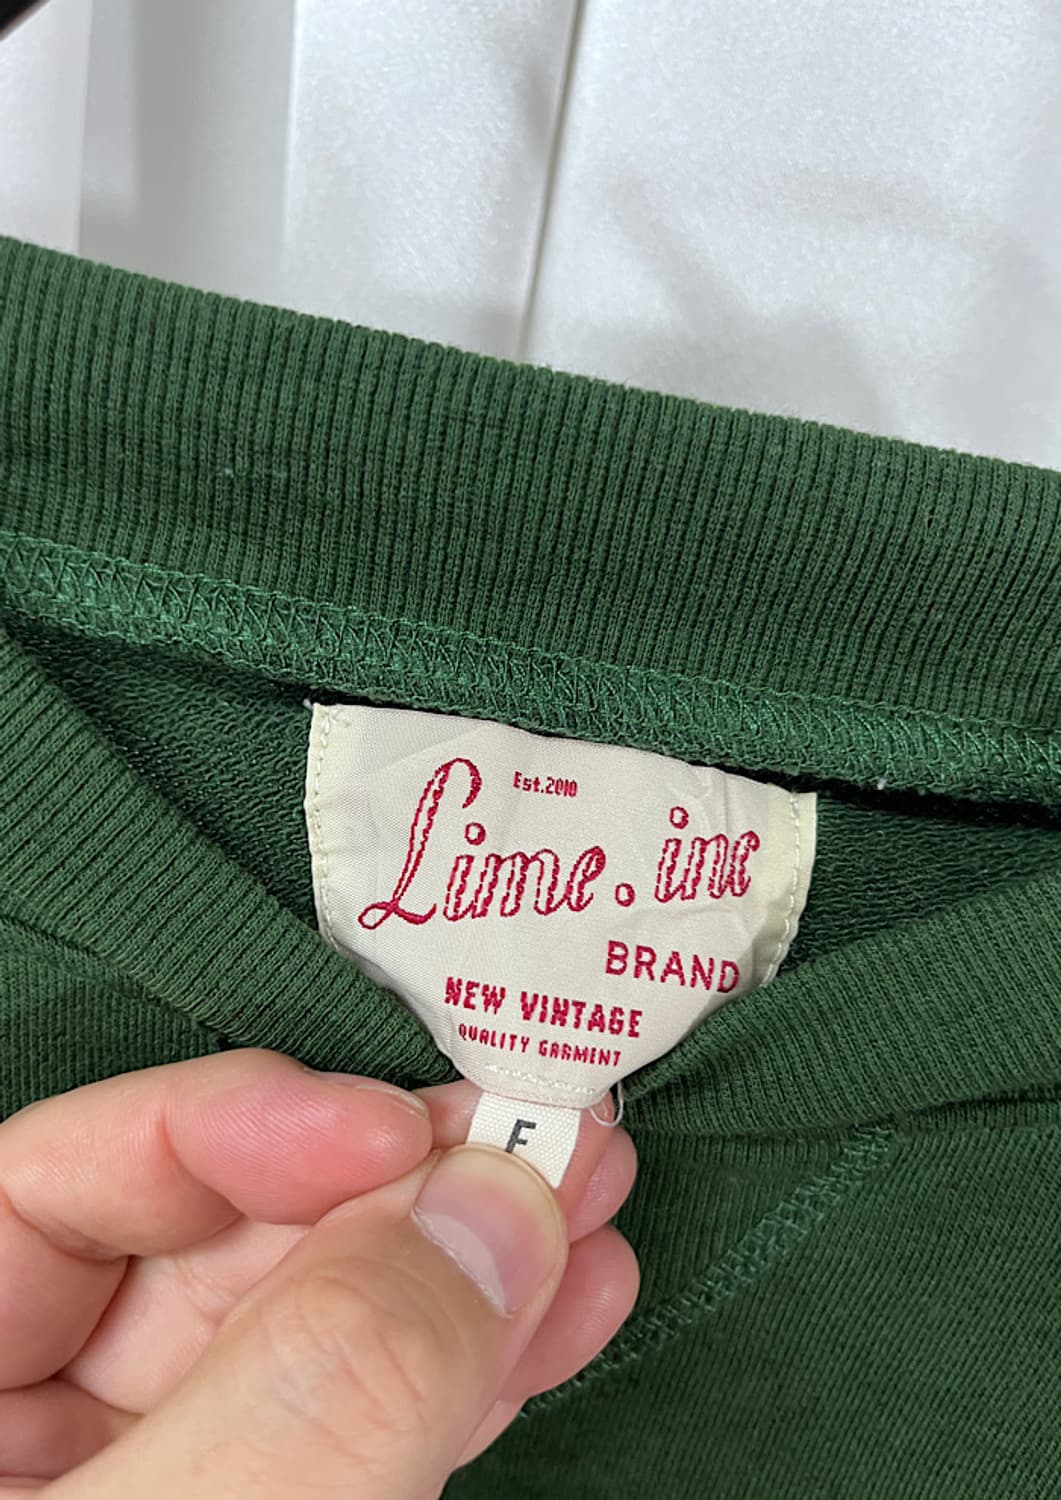 Est.2010
Lime.inc
BRAND
NEW VINTAGE
QUALITY GARMENT
F